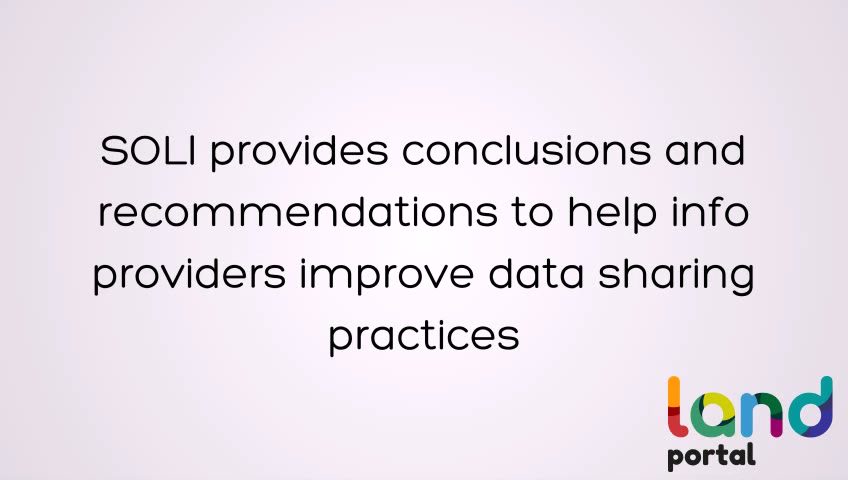 SOLI provides conclusions and
recommendations to help info
providers improve data sharing
practices
land
portal